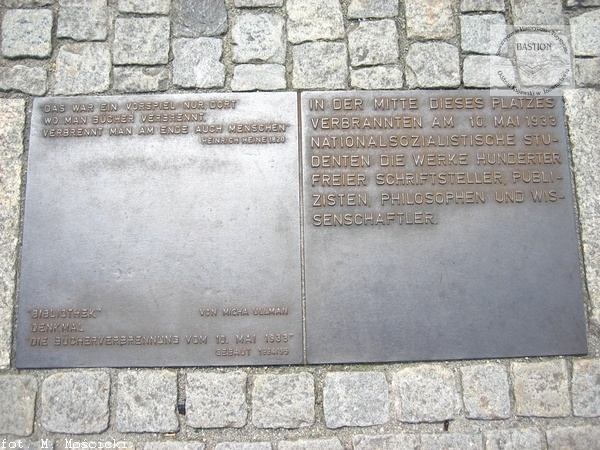 DAS WAR EIN VORSPIEL NUR, DORT
WO MAN BÜCHER VERBRENNT,
VERBRENNT MAN AM ENDE AUCH MENSCHEN
HEINRICH HEINE 1820
"BIBLIOTHEK" VON MICHA ULLMAN
DENKMAL
"DIE BÜCHERVERBRENNUNG VOM 10. MAI 1933"
GEBAUT 1994/95
IN DER MITTE DIESES PLATZES
VERBRANNTEN AM 10. MAI 1933
NATIONALSOZIALISTISCHE STU-
DENTEN DIE WERKE HUNDERTER
FREIER SCHRIFTSTELLER, PUBLI-
ZISTEN, PHILOSOPHEN UND WIS-
SENSCHAFTLER.
BASTION
fot. M. Mościcki